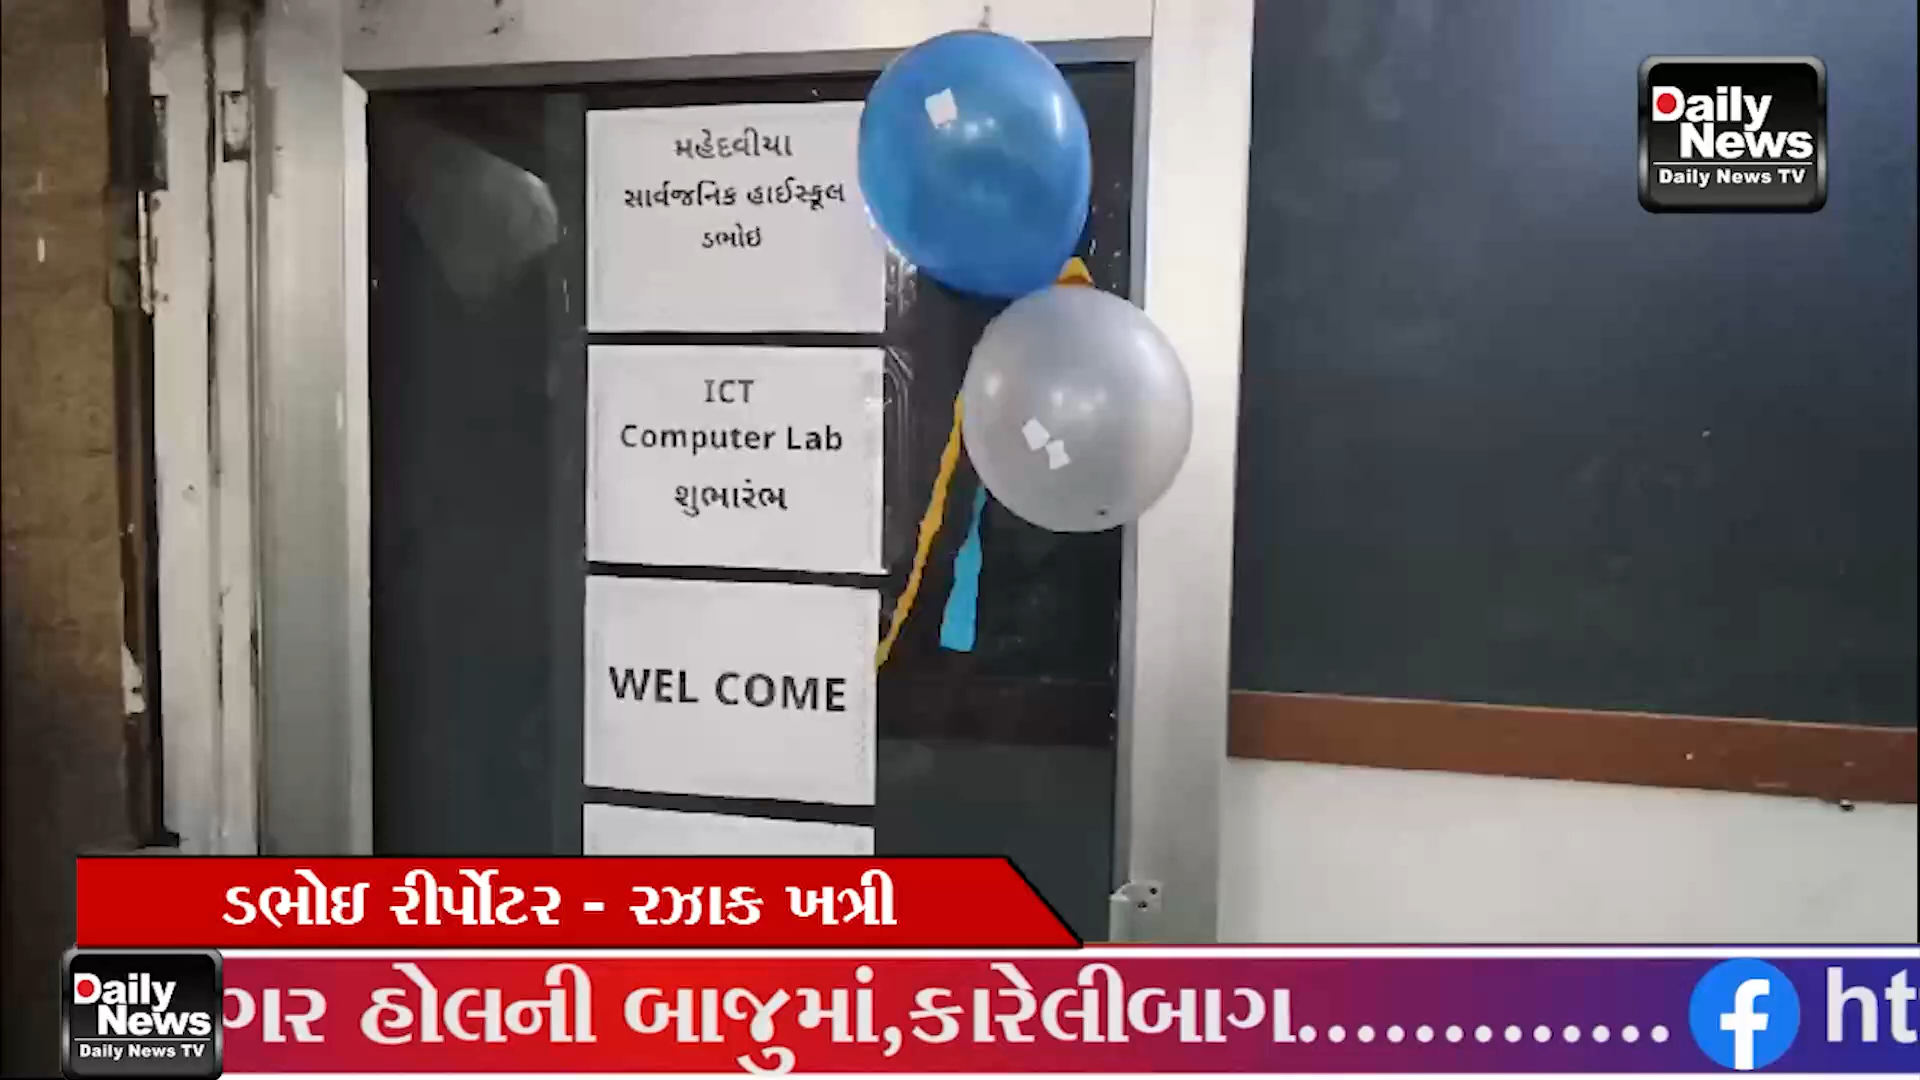 મહેદવીયા
સાર્વજનિક હાઈસ્કૂલ
ડભોઇ
ICT
Computer Lab
શુભારંભ
WEL COME
Daily
News
Daily News TV
ડભોઇ રીર્પોટર - રઝાક ખત્રી
Daily
News
Daily News TV
ગર હોલની બાજુમાં,કારેલીબાગ.............
ht